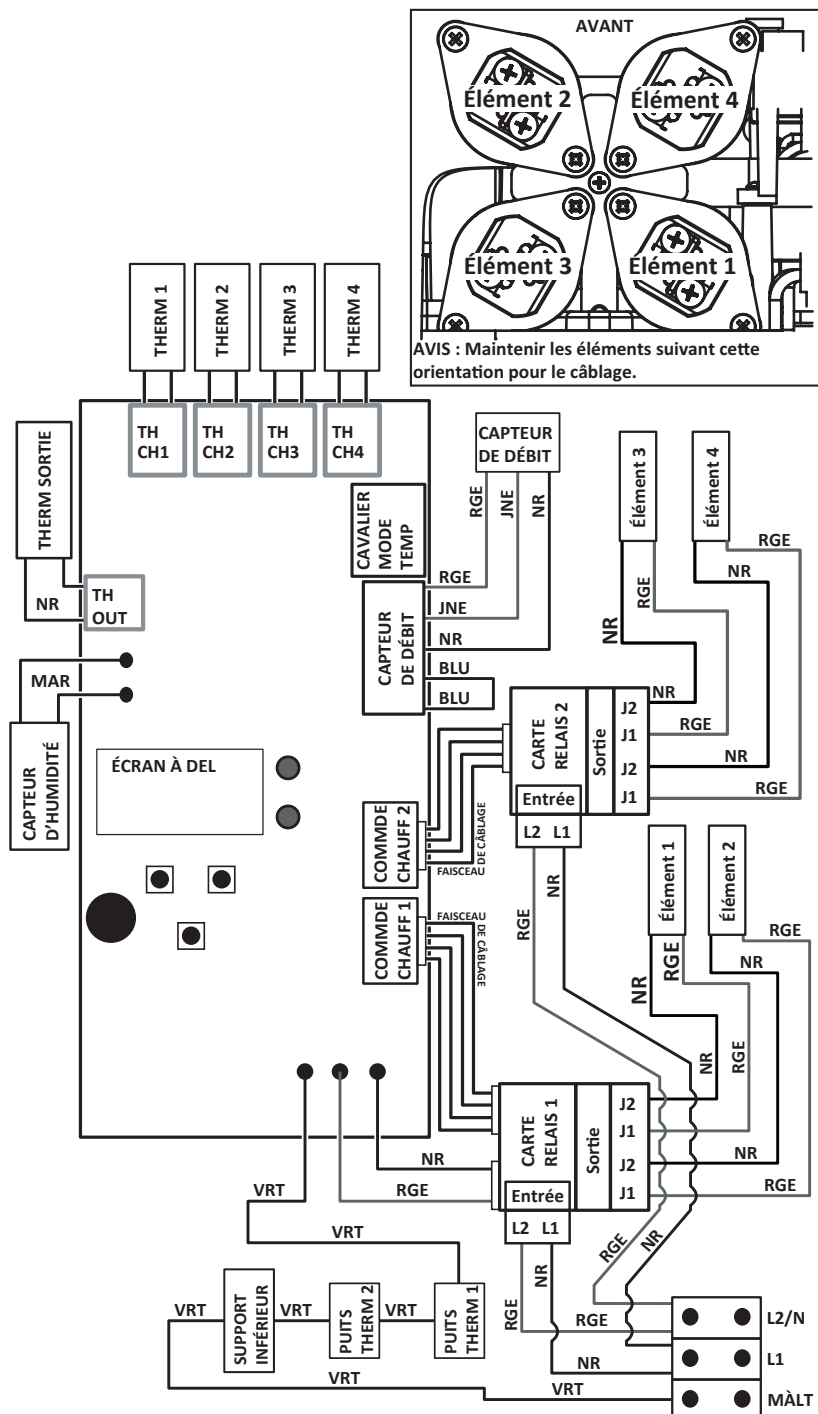 AVANT
Élément 2
Élément 4
Élément 3
Élément 1
AVIS : Maintenir les éléments suivant cette
orientation pour le câblage.
THERM 1
THERM 2
THERM 3
THERM 4
TH
CH1
TH
CH2
TH
CH3
TH
CH4
THERM SORTIE
NR
TH
OUT
MAR
CAPTEUR
D'HUMIDITÉ
ÉCRAN À DEL
CAVALIER
MODE
TEMP
CAPTEUR
DE DÉBIT
RGE
JNE
NR
BLU
BLU
CAPTEUR
DE DÉBIT
RGE
JNE
NR
Élément 3
Élément 4
RGE
NR
RGE
NR
NR
RGE
NR
RGE
CARTE
RELAIS 2
Sortie
J2
J1
J2
J1
Entrée
L2
L1
COMMDE
CHAUFF 2
FAISCEAU
DE CÂBLAGE
COMMDE
CHAUFF 1
FAISCEAU
DE CÂBLAGE
RGE
NR
Élément 1
Élément 2
RGE
NR
NR
RGE
NR
RGE
NR
RGE
CARTE
RELAIS 1
Sortie
J2
J1
J2
J1
Entrée
L2
L1
NR
RGE
VRT
VRT
VRT
SUPPORT
INFÉRIEUR
VRT
PUITS
THERM 2
VRT
PUITS
THERM 1
VRT
VRT
RGE
NR
RGE
NR
RGE
NR
L2/N
L1
MÀLT